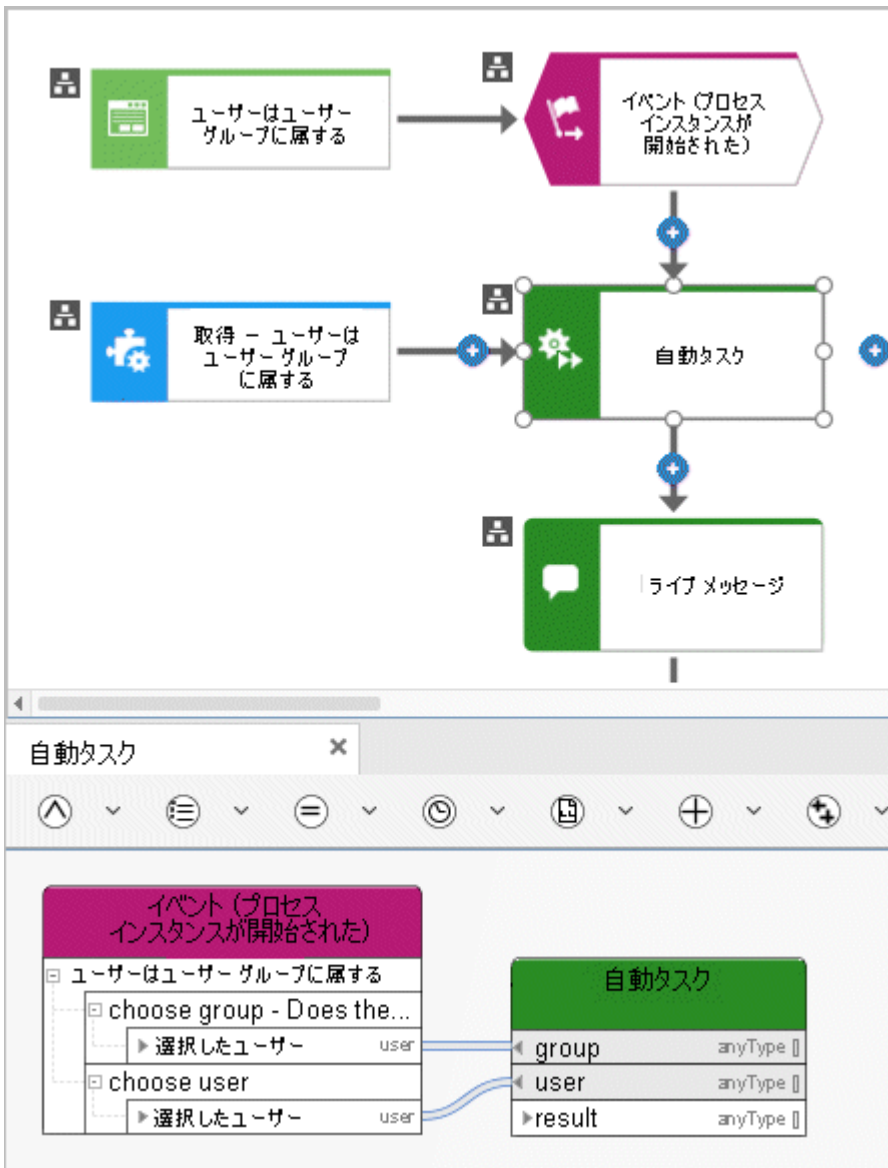 ユーザーはユーザー
グループに属する
イベント (プロセス
インスタンスが
開始された)
取得 － ユーザーは
ユーザー グループ
に属する
自動タスク
ライブ メッセージ
自動タスク
イベント (プロセス
インスタンスが開始された)
ユーザーはユーザー グループに属する
choose group - Does the...
選択したユーザー user
choose user
選択したユーザー user
自動タスク
group anyType []
user anyType []
result anyType []